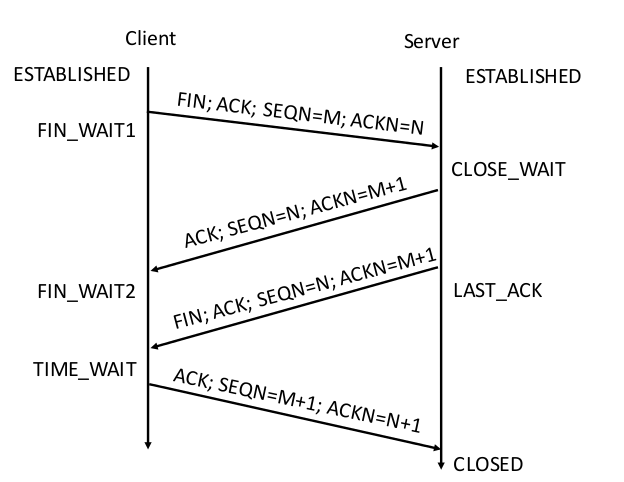 Client
Server
ESTABLISHED
ESTABLISHED
FIN; ACK; SEQN=M; ACKN=N
FIN_WAIT1
CLOSE_WAIT
ACK; SEQN=N; ACKN=M+1
FIN; ACK; SEQN=N; ACKN=M+1
FIN_WAIT2
LAST_ACK
TIME_WAIT
ACK; SEQN=M+1; ACKN=N+1
CLOSED